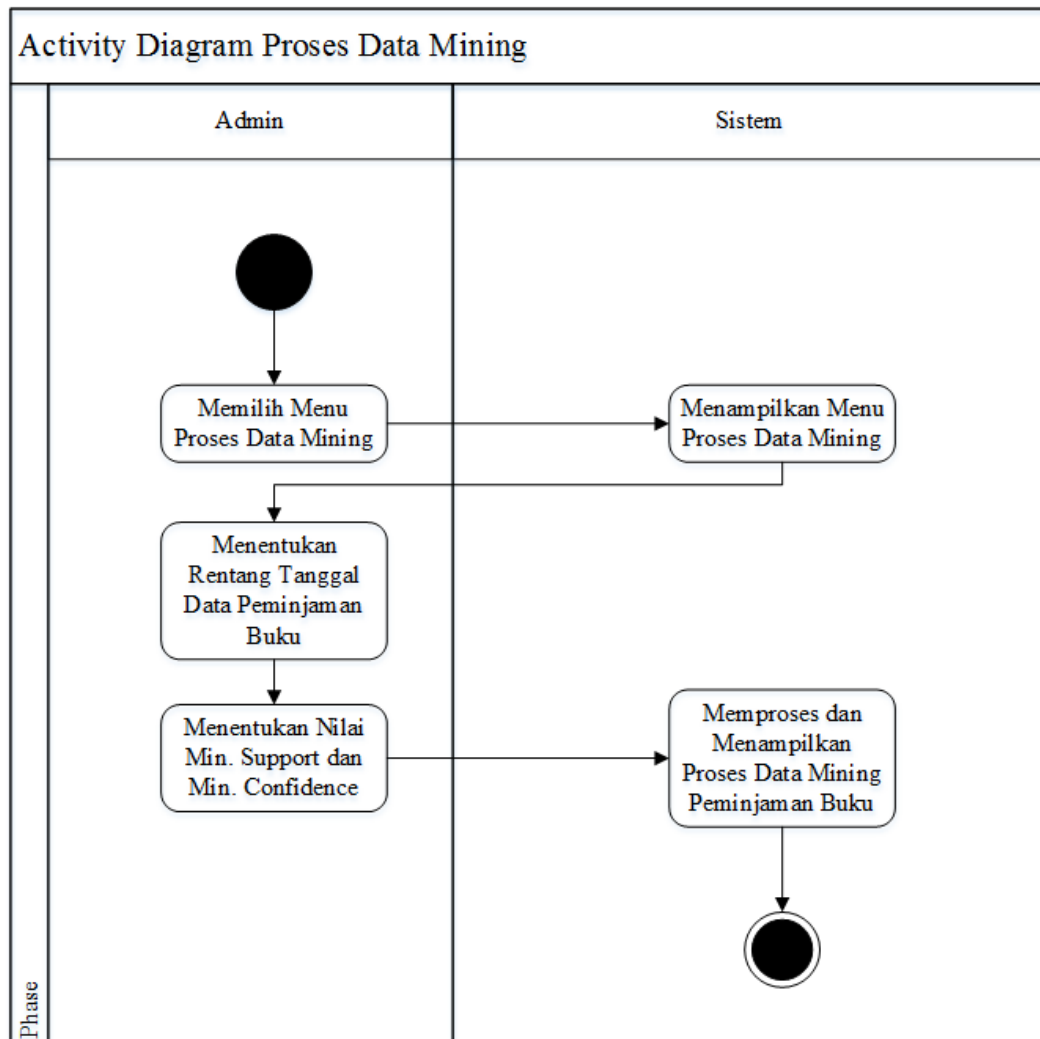 Activity Diagram Proses Data Mining
Admin
Sistem
Memilih Menu
Proses Data Mining
Menampilkan Menu
Proses Data Mining
Menentukan
Rentang Tanggal
Data Peminjaman
Buku
Menentukan Nilai
Min. Support dan
Min. Confidence
Memproses dan
Menampilkan
Proses Data Mining
Peminjaman Buku
Phase